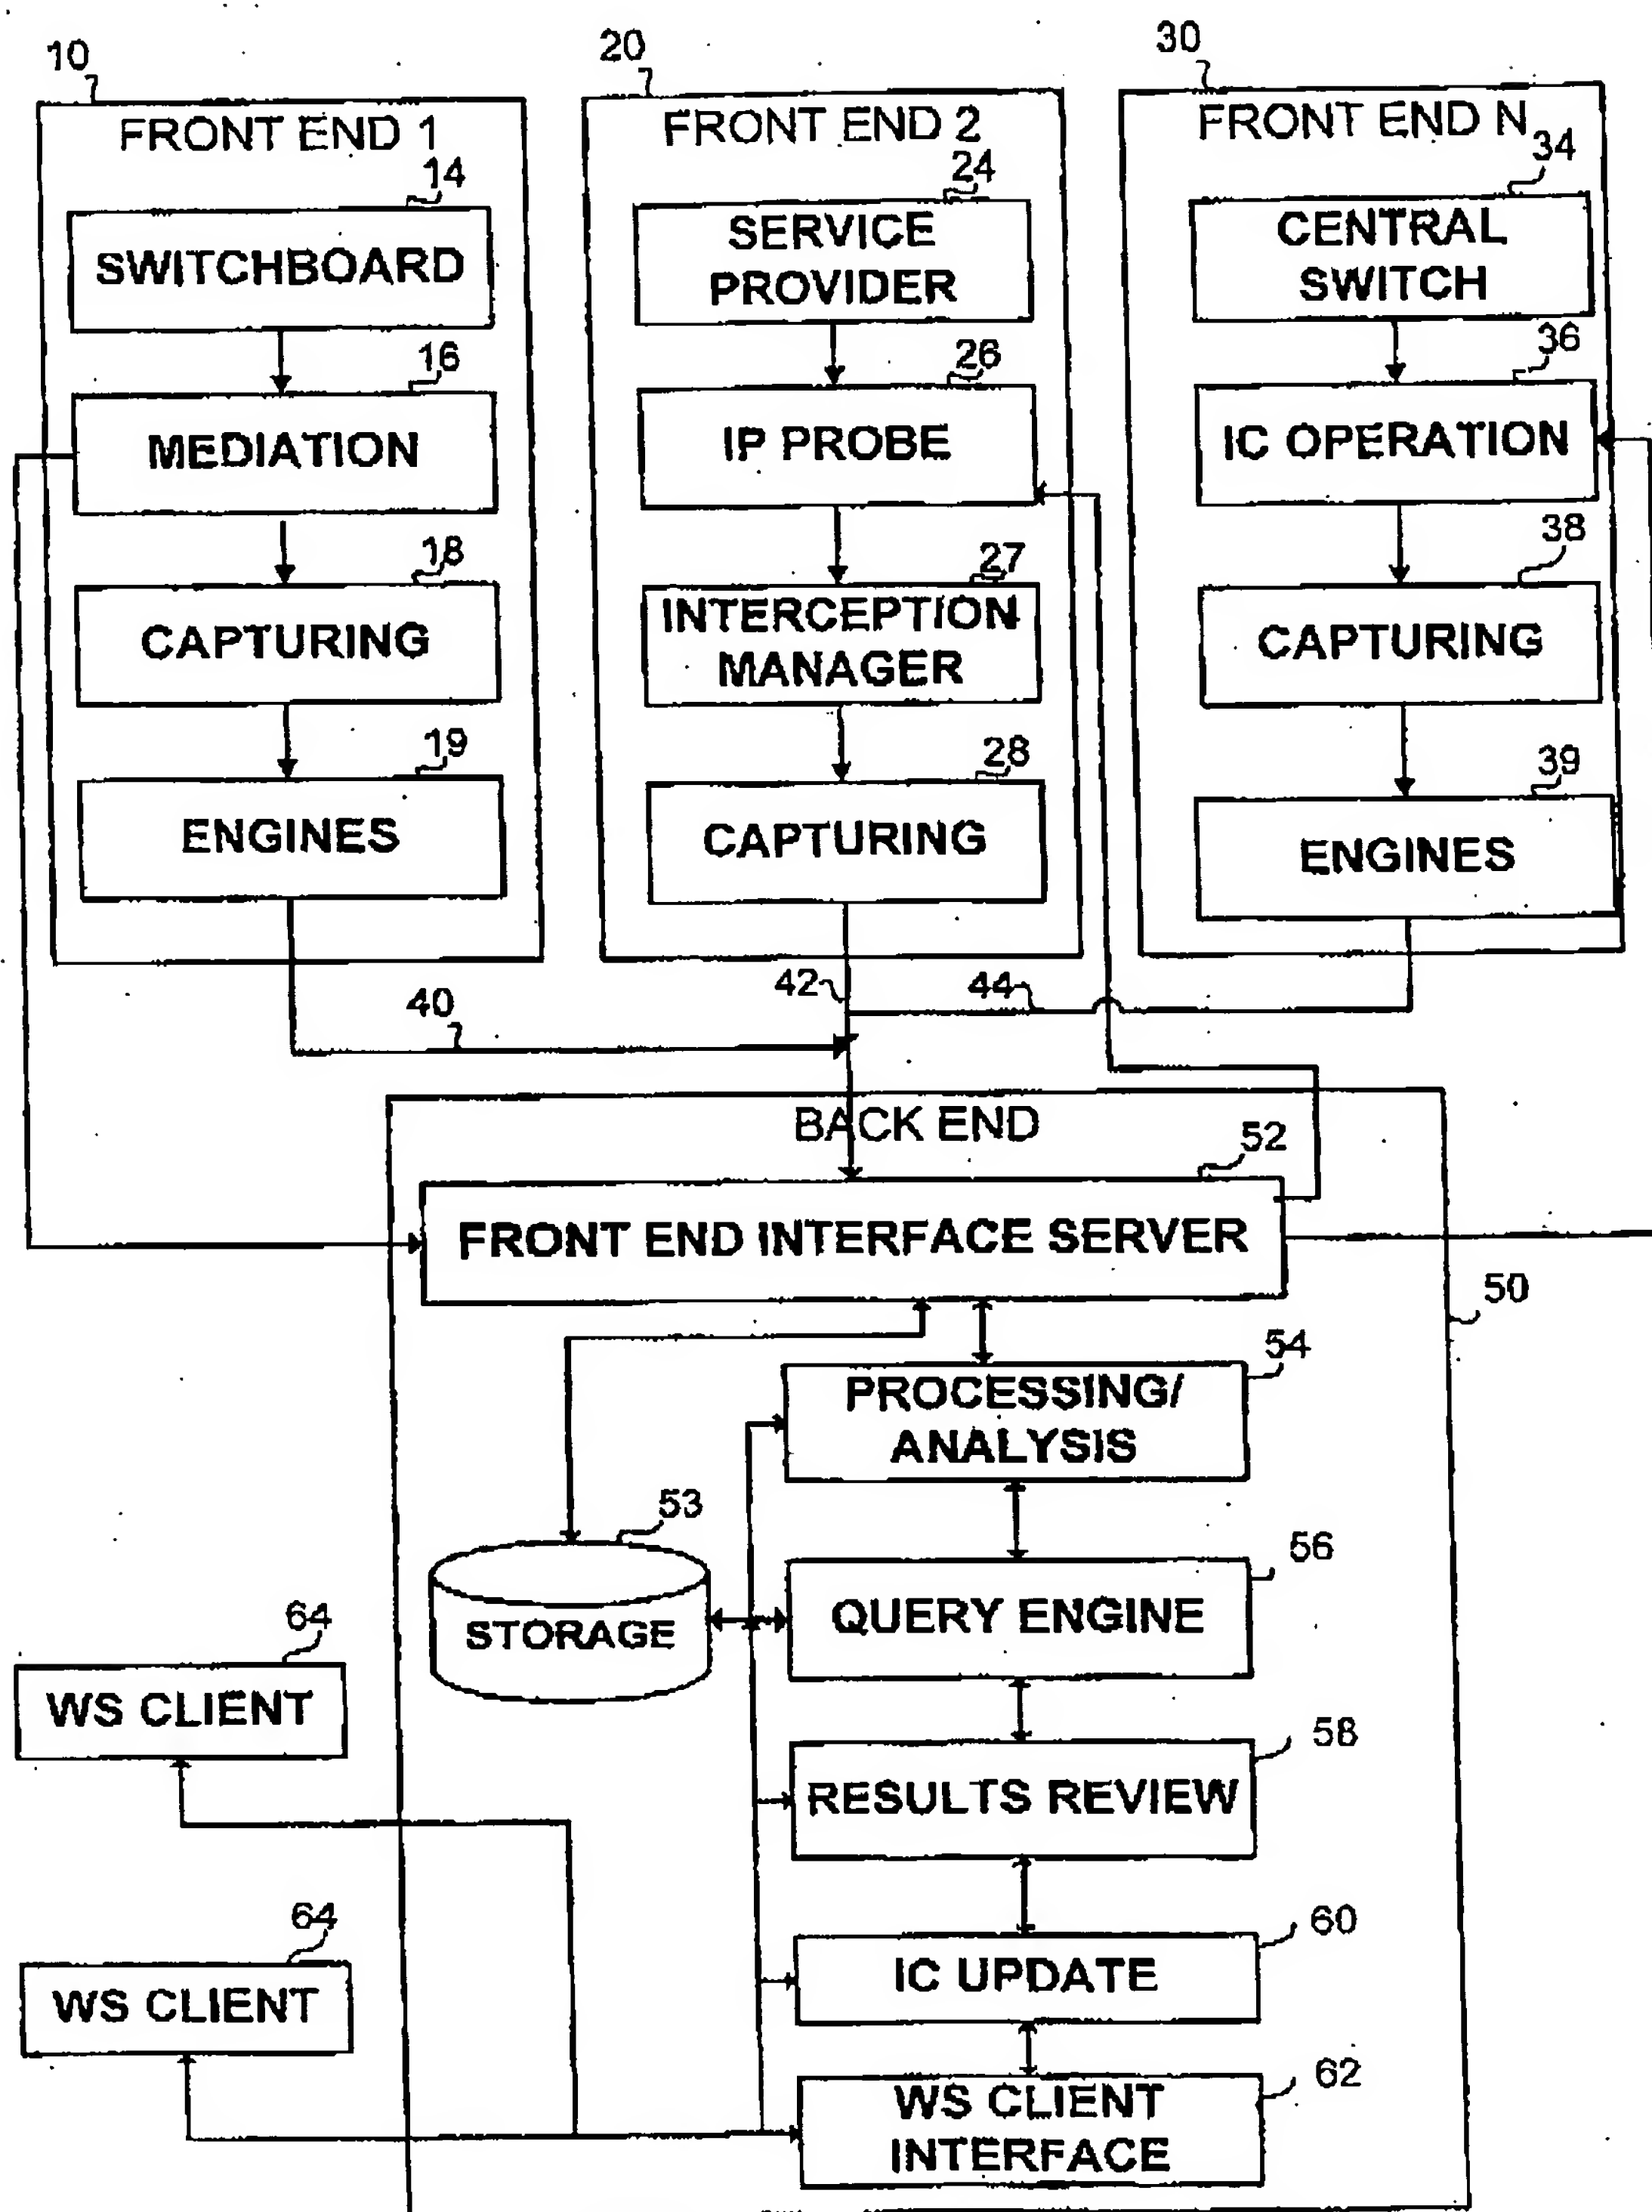 10
FRONT END 1
14
SWITCHBOARD
16
MEDIATION
18
CAPTURING
19
ENGINES
20
FRONT END 2
24
SERVICE
PROVIDER
26
IP PROBE
27
INTERCEPTION
MANAGER
28
CAPTURING
30
FRONT END N
34
CENTRAL
SWITCH
36
IC OPERATION
38
CAPTURING
39
ENGINES
40
42
44
BACK END
52
FRONT END INTERFACE SERVER
50
54
PROCESSING/
ANALYSIS
53
STORAGE
56
QUERY ENGINE
58
RESULTS REVIEW
60
IC UPDATE
62
WS CLIENT
INTERFACE
64
WS CLIENT
64
WS CLIENT